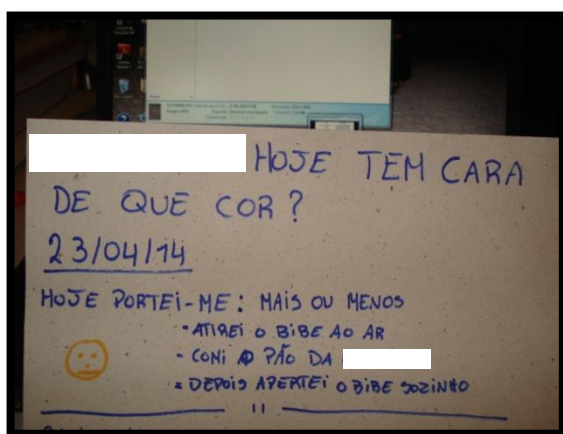 HOJE TEM CARA
DE QUE COR?
23/04/14
HOJE PORTEI-ME: MAIS OU MENOS
- ATIREI O BIBE AO AR
- COMI O PÃO DA
- DEPOIS APERTEI O BIBE SOZINHO